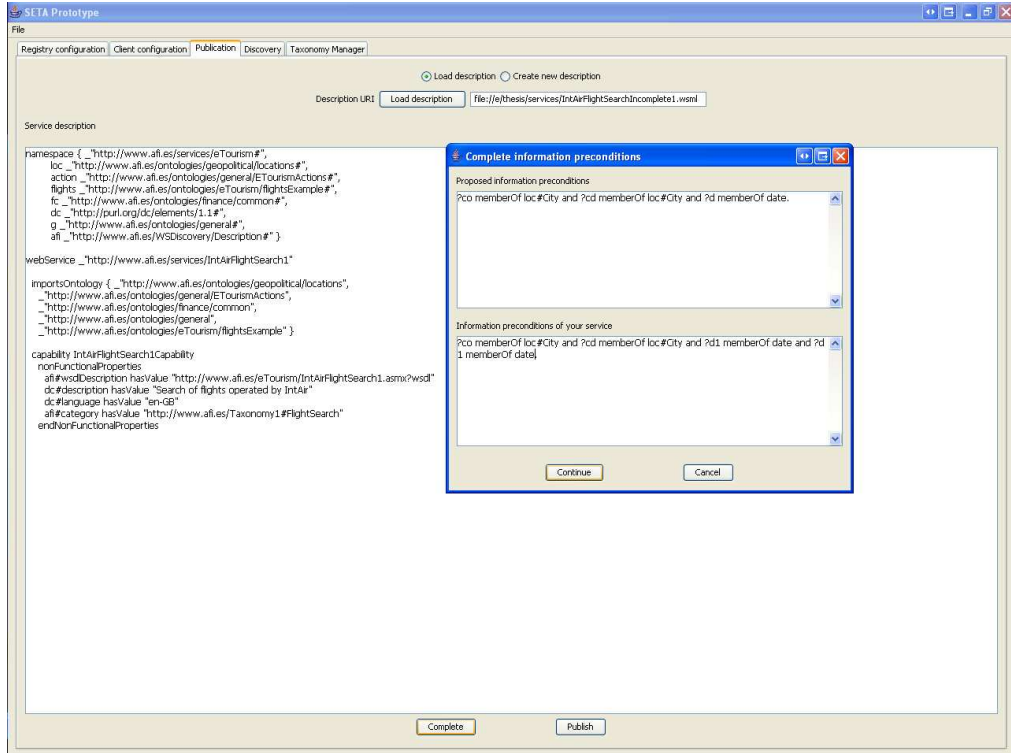 SETA Prototype
File
Registry configuration Client configuration Publication Discovery Taxonomy Manager
Load description Create new description
Description URI Load description file://e/thesis/services/IntAirFlightSearchIncomplete1.wsml
Service description
namespace { _"http://www.afi.es/services/eTourism#",
loc _"http://www.afi.es/ontologies/geopolitical/locations#",
action _"http://www.afi.es/ontologies/general/ETourismActions#",
flights _"http://www.afi.es/ontologies/eTourism/flightsExample#",
fc _"http://www.afi.es/ontologies/finance/common#",
dc _"http://purl.org/dc/elements/1.1#",
g _"http://www.afi.es/ontologies/general#",
afi _"http://www.afi.es/WSDiscovery/Description#" }
webService _"http://www.afi.es/services/IntAirFlightSearch1"
importsOntology { _"http://www.afi.es/ontologies/geopolitical/locations",
_"http://www.afi.es/ontologies/general/ETourismActions",
_"http://www.afi.es/ontologies/finance/common",
_"http://www.afi.es/ontologies/general",
_"http://www.afi.es/ontologies/eTourism/flightsExample" }
capability IntAirFlightSearch1Capability
nonFunctionalProperties
afi#wsdlDescription hasValue "http://www.afi.es/eTourism/IntAirFlightSearch1.asmx?wsdl"
dc#description hasValue "Search of flights operated by IntAir"
dc#language hasValue "en-GB"
afi#category hasValue "http://www.afi.es/Taxonomy1#FlightSearch"
endNonFunctionalProperties
Complete information preconditions
Proposed information preconditions
?co memberOf loc#City and ?cd memberOf loc#City and ?d memberOf date.
Information preconditions of your service
?co memberOf loc#City and ?cd memberOf loc#City and ?d1 memberOf date and ?d
1 memberOf date.
Continue Cancel
Complete Publish